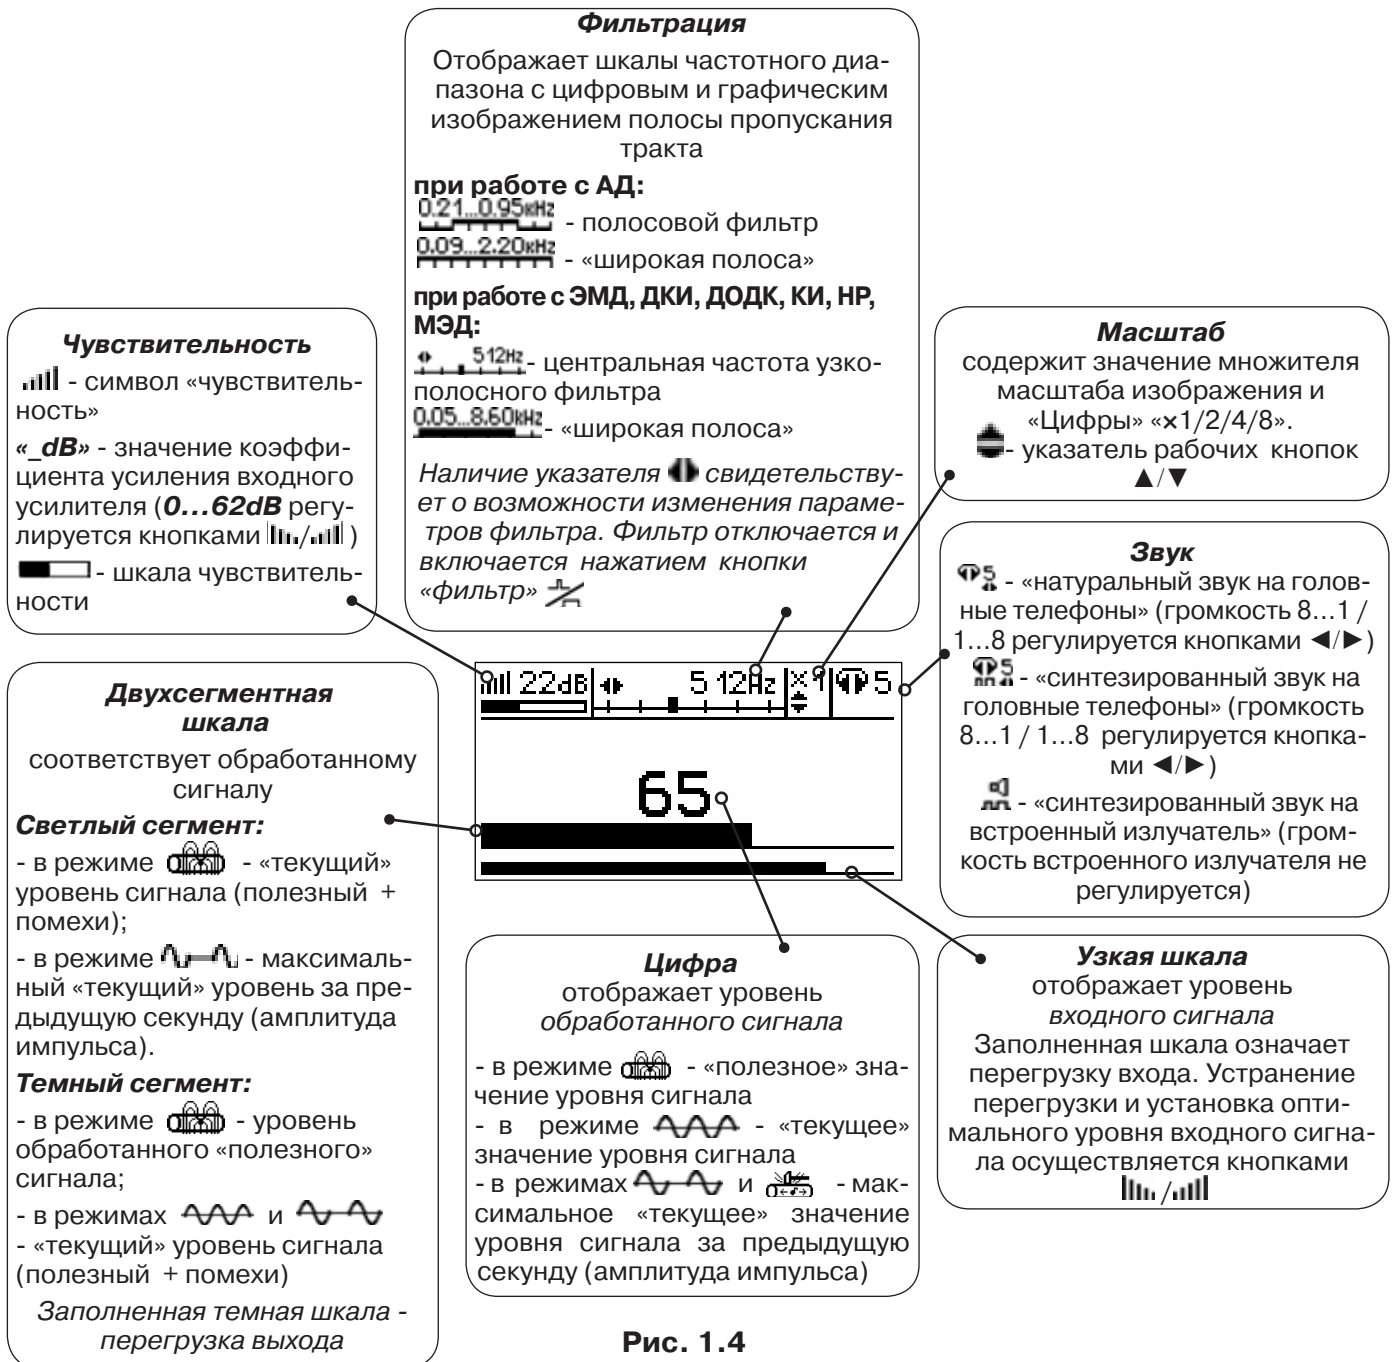 Фильтрация
Отображает шкалы частотного диа-
пазона с цифровым и графическим
изображением полосы пропускания
тракта
при работе с АД:
0.21...0.95кHz - полосовой фильтр
0.09...2.20кHz - «широкая полоса»
при работе с ЭМД, ДКИ, ДОДК, КИ, НР,
МЭД:
512Hz - центральная частота узко-
полосного фильтра
0.05...8.60кHz - «широкая полоса»
Наличие указателя свидетельству-
ет о возможности изменения параме-
тров фильтра. Фильтр отключается и
включается нажатием кнопки
«фильтр»
Чувствительность
- символ «чувствитель-
ность»
«_dB» - значение коэффи-
циента усиления входного
усилителя (0...62dB регу-
лируется кнопками / )
- шкала чувствитель-
ности
Масштаб
содержит значение множителя
масштаба изображения и
«Цифры» «×1/2/4/8».
- указатель рабочих кнопок
▲/▼
Звук
5 - «натуральный звук на голов-
ные телефоны» (громкость 8...1 /
1...8 регулируется кнопками ◄/►)
5 - «синтезированный звук на
головные телефоны» (громкость
8...1 / 1...8 регулируется кнопка-
ми ◄/►)
- «синтезированный звук на
встроенный излучатель» (гром-
кость встроенного излучателя не
регулируется)
22dB 512Hz ×1 5
65
Двухсегментная
шкала
соответствует обработанному
сигналу
Светлый сегмент:
- в режиме - «текущий»
уровень сигнала (полезный +
помехи);
- в режиме - максималь-
ный «текущий» уровень за пре-
дыдущую секунду (амплитуда
импульса).
Темный сегмент:
- в режиме - уровень
обработанного «полезного»
сигнала;
- в режимах и
- «текущий» уровень сигнала
(полезный + помехи)
Заполненная темная шкала -
перегрузка выхода
Цифра
отображает уровень
обработанного сигнала
- в режиме - «полезное» зна-
чение уровня сигнала
- в режиме - «текущее»
значение уровня сигнала
- в режимах и - мак-
симальное «текущее» значение
уровня сигнала за предыдущую
секунду (амплитуда импульса)
Узкая шкала
отображает уровень
входного сигнала
Заполненная шкала означает
перегрузку входа. Устранение
перегрузки и установка опти-
мального уровня входного сигна-
ла осуществляется кнопками
/
Рис. 1.4